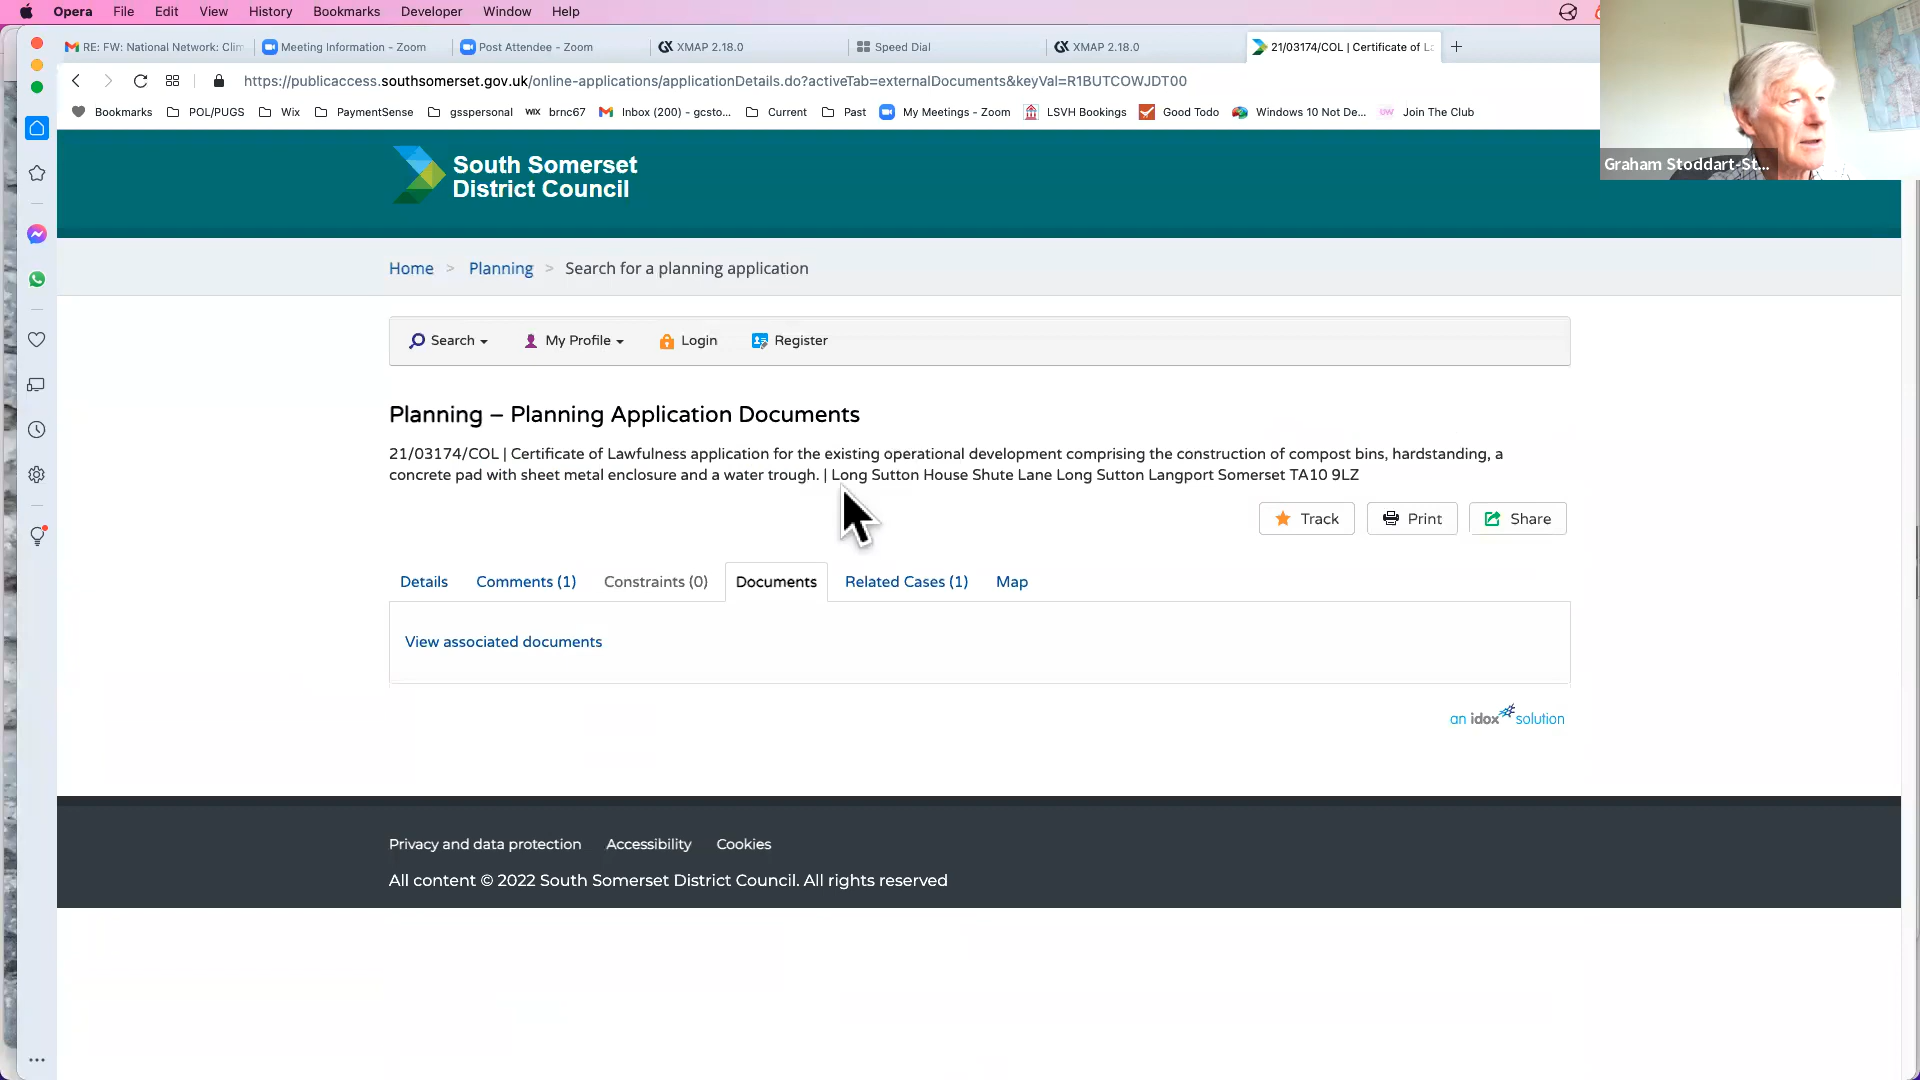 Opera File Edit View History Bookmarks Developer Window Help
RE: FW: National Network: Clim Meeting Information - Zoom Post Attendee - Zoom XMAP 2.18.0 Speed Dial XMAP 2.18.0 21/03174/COL | Certificate of La
https://publicaccess.southsomerset.gov.uk/online-applications/applicationDetails.do?activeTab=externalDocuments&keyVal=R1BUTCOWJDT00
Bookmarks POL/PUGS Wix PaymentSense gsspersonal WIX brnc67 Inbox (200) - gcsto... Current Past My Meetings - Zoom LSVH Bookings Good Todo Windows 10 Not De... UW Join The Club
Graham Stoddart-St...
South Somerset
District Council
Home > Planning > Search for a planning application
Search My Profile Login Register
Planning – Planning Application Documents
21/03174/COL | Certificate of Lawfulness application for the existing operational development comprising the construction of compost bins, hardstanding, a
concrete pad with sheet metal enclosure and a water trough. | Long Sutton House Shute Lane Long Sutton Langport Somerset TA10 9LZ
Track Print Share
Details Comments (1) Constraints (0) Documents Related Cases (1) Map
View associated documents
an idox solution
Privacy and data protection Accessibility Cookies
All content © 2022 South Somerset District Council. All rights reserved